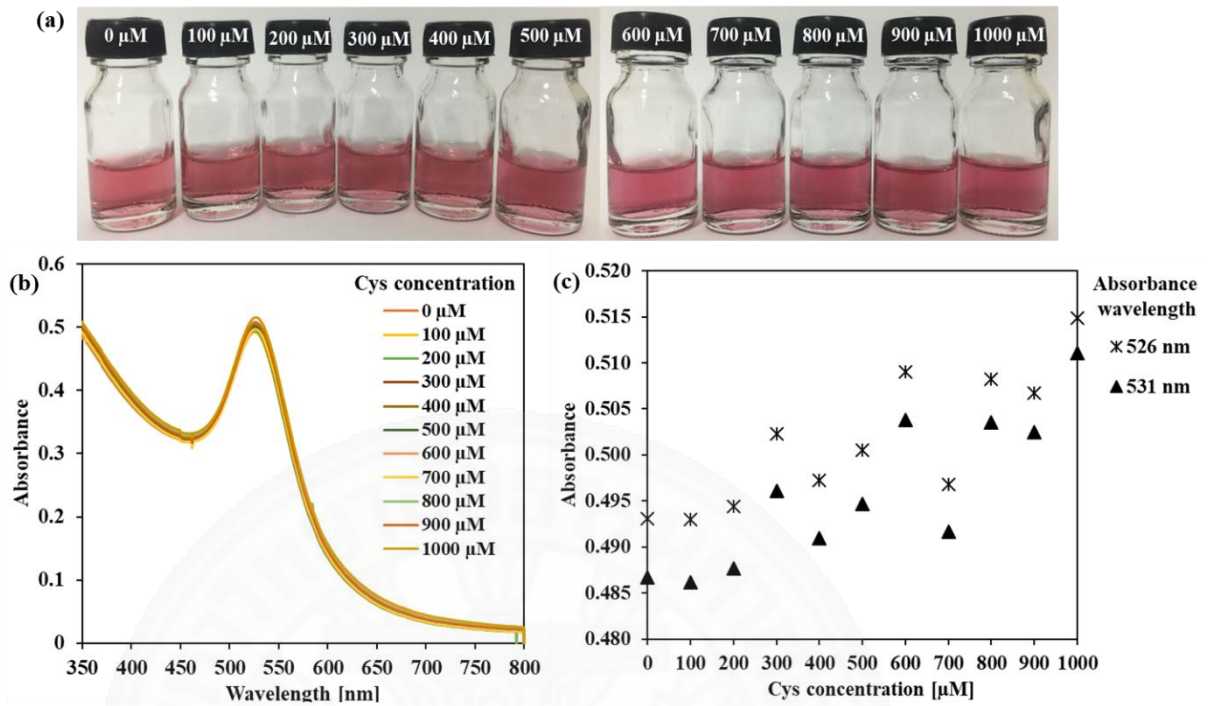 (a)
0 µM 100 µM 200 µM 300 µM 400 µM 500 µM 600 µM 700 µM 800 µM 900 µM 1000 µM
(b)
0.6
0.5
0.4
0.3
0.2
0.1
0
350 400 450 500 550 600 650 700 750 800
Wavelength [nm]
Absorbance
Cys concentration
0 µM
100 µM
200 µM
300 µM
400 µM
500 µM
600 µM
700 µM
800 µM
900 µM
1000 µM
(c)
0.520
0.515
0.510
0.505
0.500
0.495
0.490
0.485
0.480
0 100 200 300 400 500 600 700 800 900 1000
Cys concentration [µM]
Absorbance
Absorbance
wavelength
526 nm
531 nm